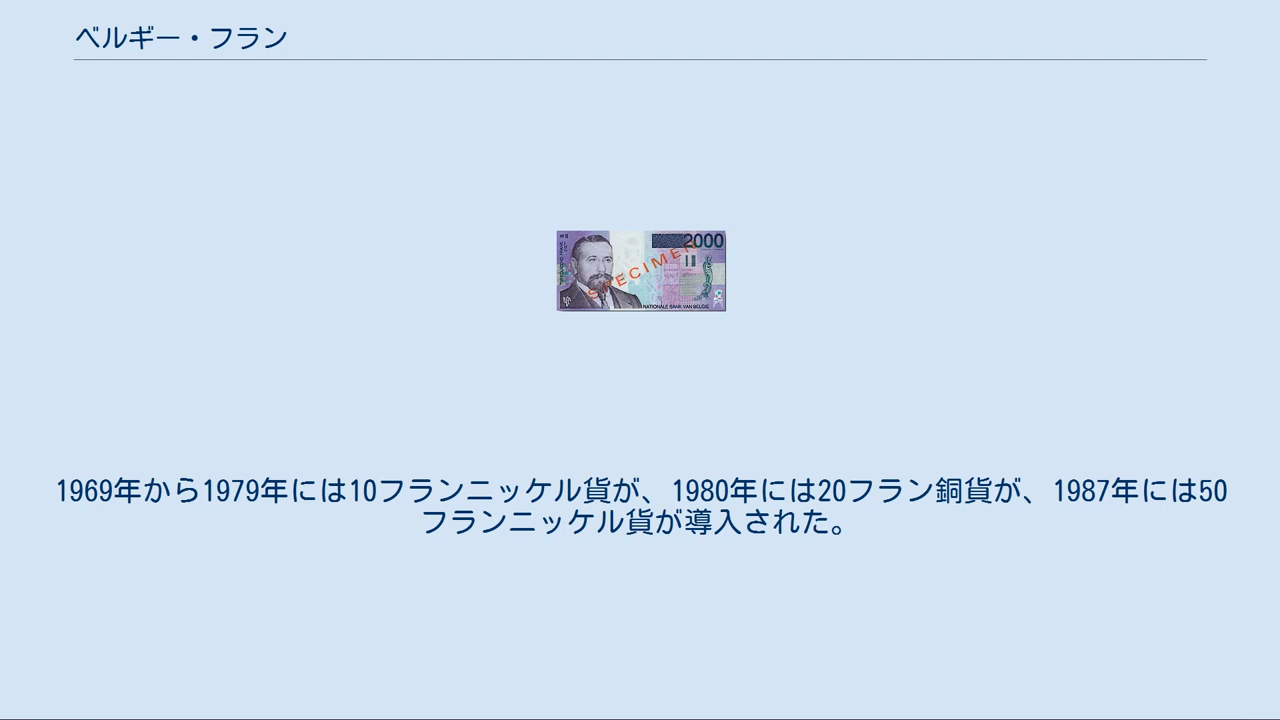 ベルギー・フラン
2000
SPECIMEN
NATIONALE BANK VAN BELGIË
1969年から1979年には10フランニッケル貨が、1980年には20フラン銅貨が、1987年には50
フランニッケル貨が導入された。